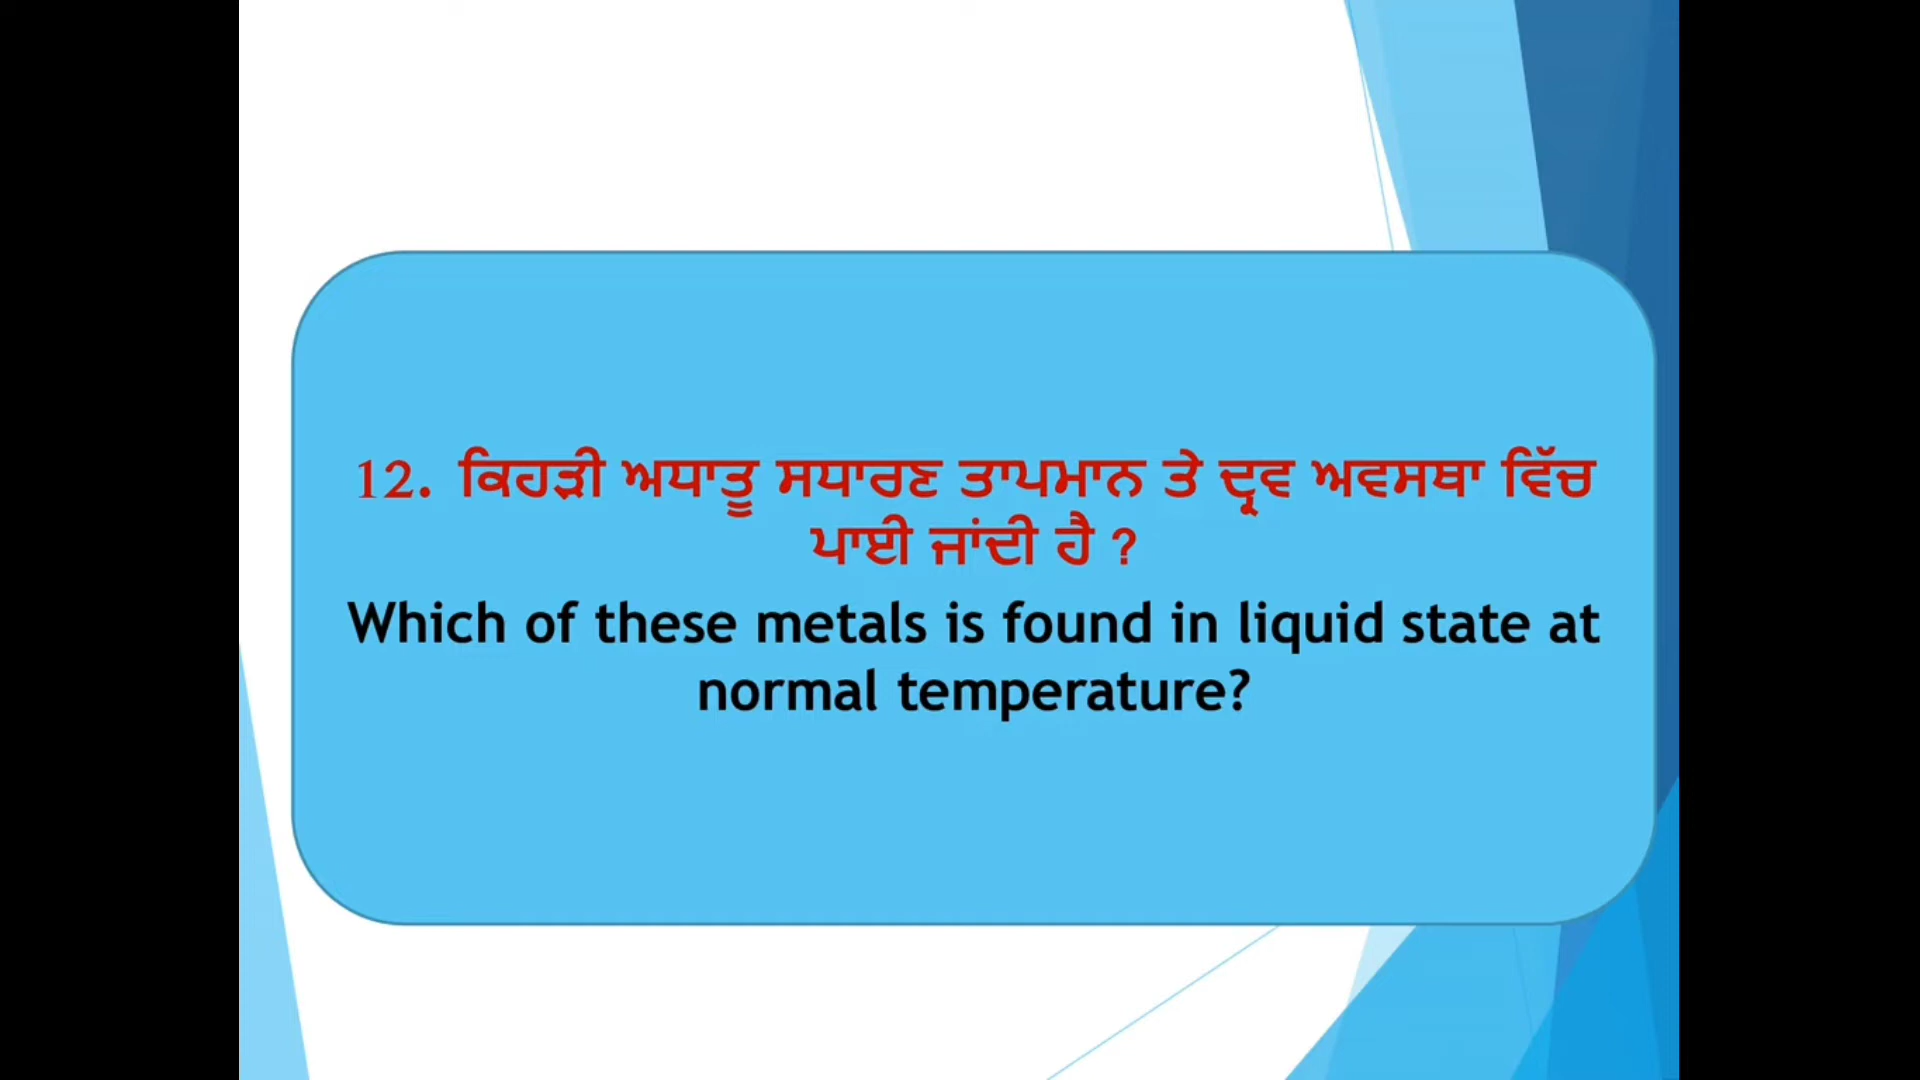 12. ਕਿਹੜੀ ਅਧਾਤੂ ਸਧਾਰਣ ਤਾਪਮਾਨ ਤੇ ਦ੍ਰਵ ਅਵਸਥਾ ਵਿੱਚ
ਪਾਈ ਜਾਂਦੀ ਹੈ ?
Which of these metals is found in liquid state at
normal temperature?